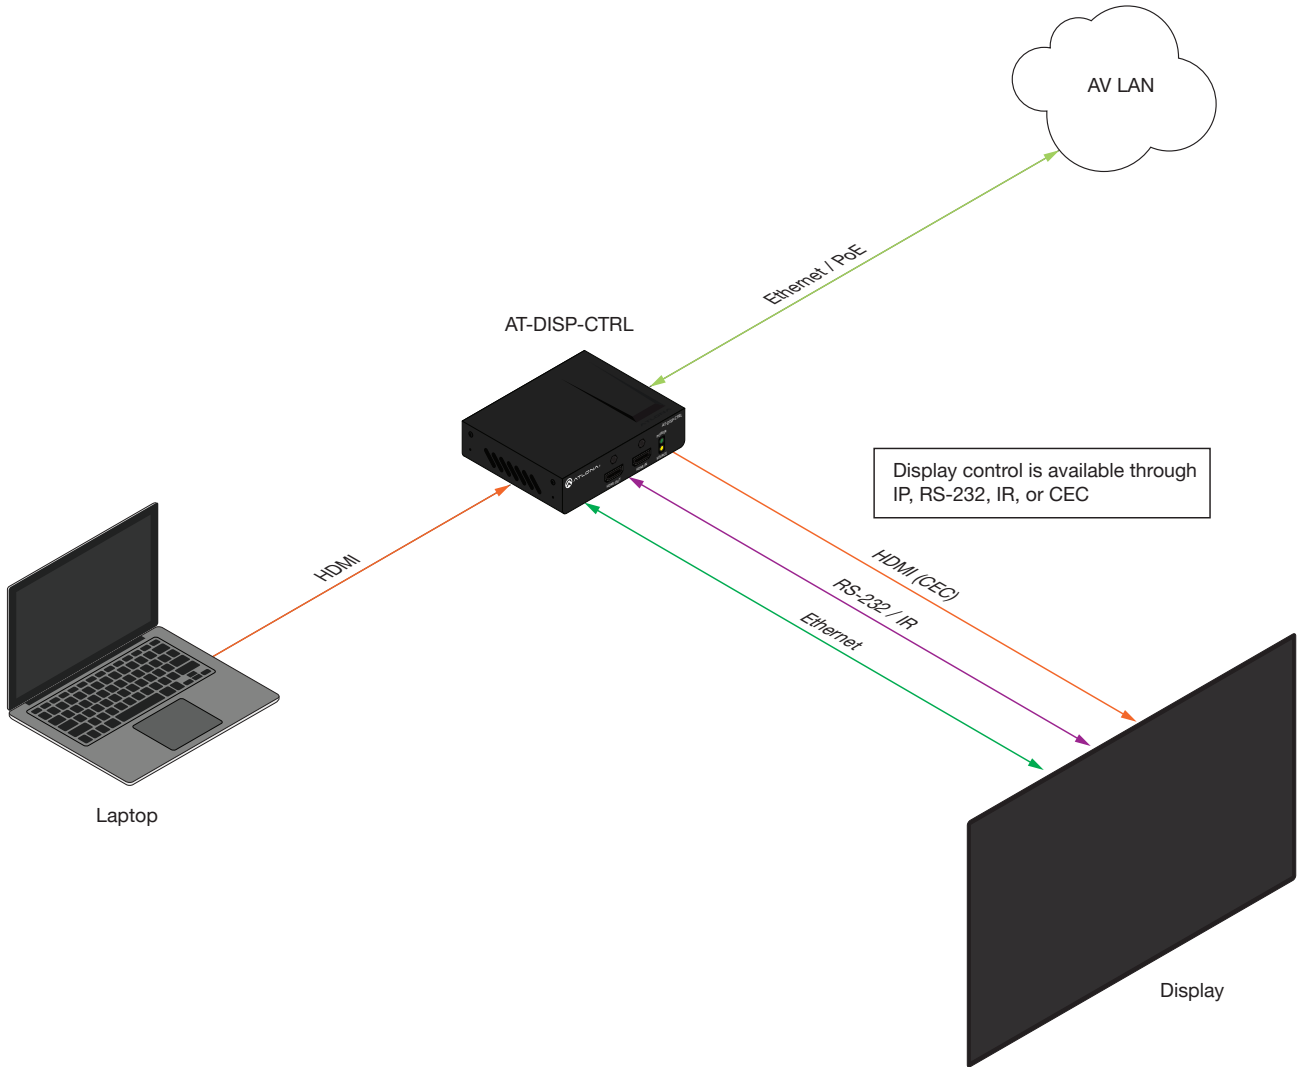 AV LAN
Ethernet / PoE
AT-DISP-CTRL
ATLONA
Display control is available through
IP, RS-232, IR, or CEC
HDMI
HDMI (CEC)
RS-232 / IR
Ethernet
Laptop
Display